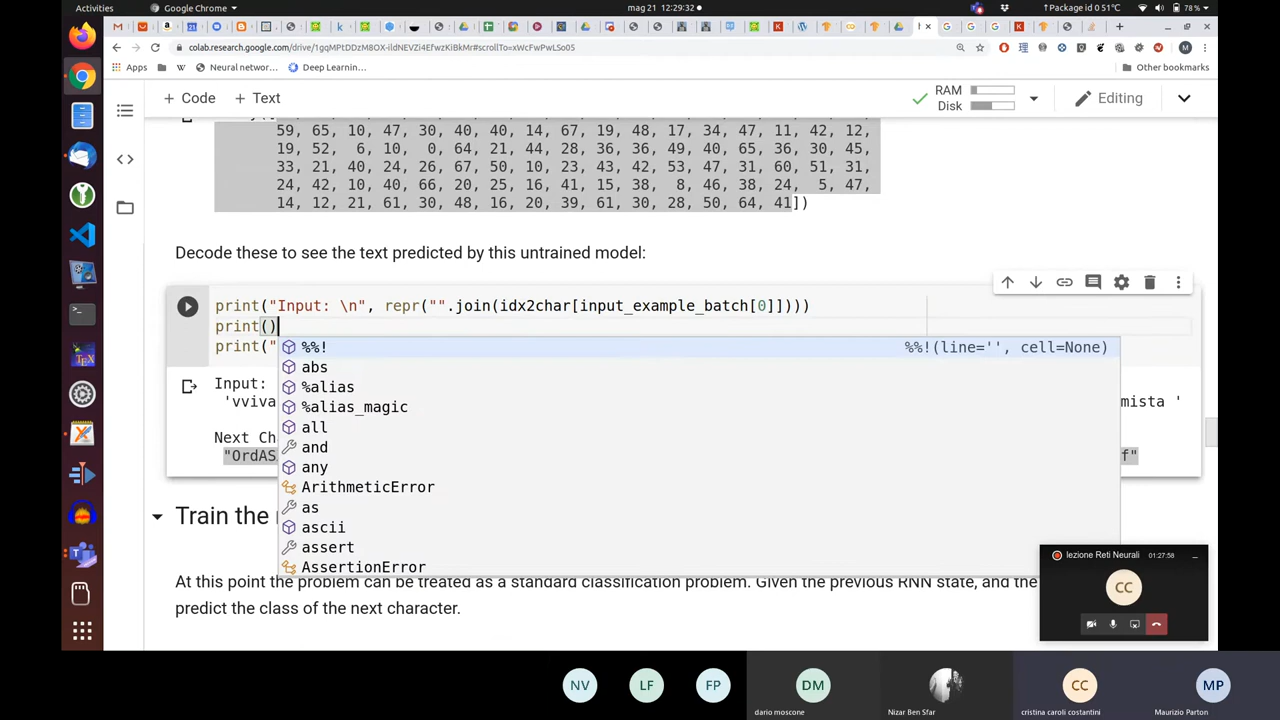 Activities Google Chrome mag 21 12:29:32 Package id 0 51°C 78%
colab.research.google.com/drive/1gqMPtDDzM8OX-ildNEVZi4EfwzKiBkMr#scrollTo=xWcFwPwLSo05
Apps W Neural networ... Deep Learnin... Other bookmarks
+ Code + Text RAM Disk Editing
59, 65, 10, 47, 30, 40, 40, 14, 67, 19, 48, 17, 34, 47, 11, 42, 12,
19, 52, 6, 10, 0, 64, 21, 44, 28, 36, 36, 49, 40, 65, 36, 30, 45,
33, 21, 40, 24, 26, 67, 50, 10, 23, 43, 42, 53, 47, 31, 60, 51, 31,
24, 42, 10, 40, 66, 20, 25, 16, 41, 15, 38, 8, 46, 38, 24, 5, 47,
14, 12, 21, 61, 30, 48, 16, 20, 39, 61, 30, 28, 50, 64, 41])
Decode these to see the text predicted by this untrained model:
print("Input: \n", repr("".join(idx2char[input_example_batch[0]])))
print()
print("
%%! %%!(line='', cell=None)
abs
%alias
%alias_magic
all
and
any
ArithmeticError
as
ascii
assert
AssertionError
Input:
'vviva mista '
Next Ch
"OrdAS f"
Train the
At this point the problem can be treated as a standard classification problem. Given the previous RNN state, and the
predict the class of the next character.
lezione Reti Neurali 01:27:58
CC
NV LF FP DM CC MP
dario moscone Nizar Ben Sfar cristina caroli costantini Maurizio Parton